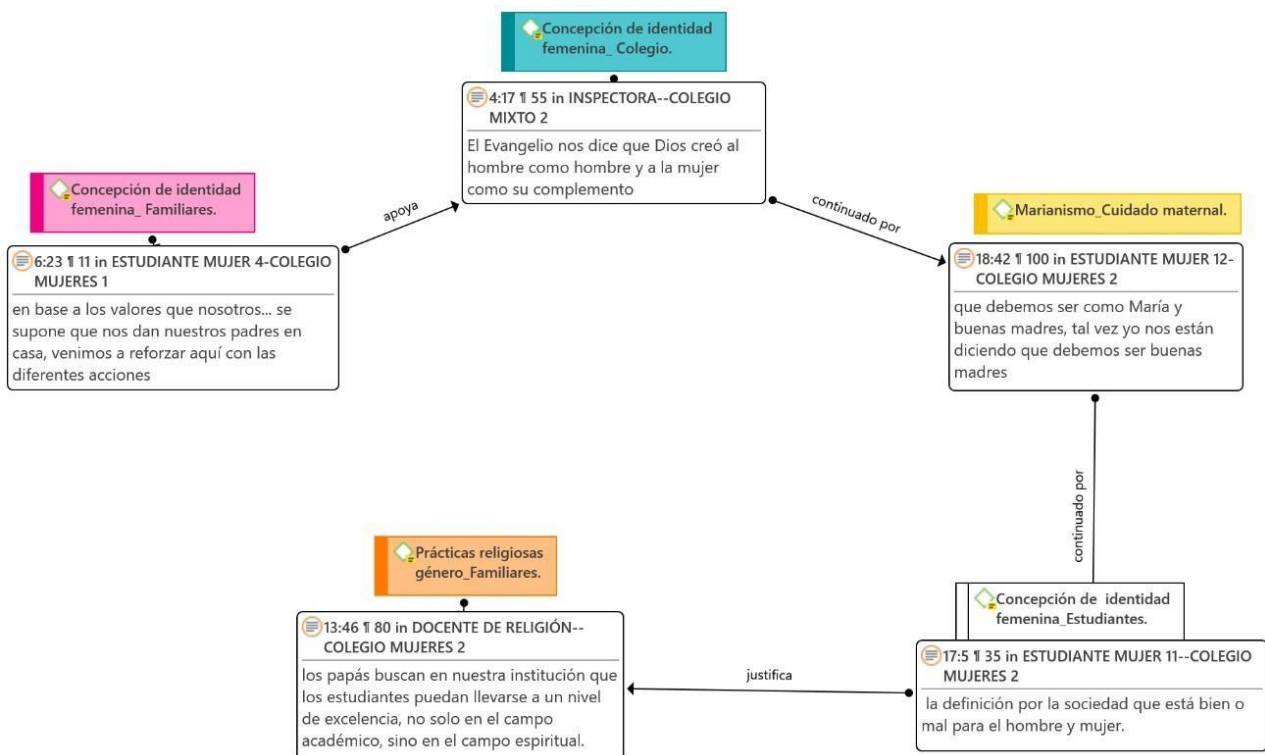 Concepción de identidad
femenina_ Colegio.
4:17 ¶ 55 in INSPECTORA--COLEGIO
MIXTO 2
El Evangelio nos dice que Dios creó al
hombre como hombre y a la mujer
como su complemento
Concepción de identidad
femenina_ Familiares.
apoya
continuado por
Marianismo_Cuidado maternal.
6:23 ¶ 11 in ESTUDIANTE MUJER 4-COLEGIO
MUJERES 1
en base a los valores que nosotros... se
supone que nos dan nuestros padres en
casa, venimos a reforzar aquí con las
diferentes acciones
18:42 ¶ 100 in ESTUDIANTE MUJER 12-
COLEGIO MUJERES 2
que debemos ser como María y
buenas madres, tal vez yo nos están
diciendo que debemos ser buenas
madres
continuado por
Prácticas religiosas
género_Familiares.
Concepción de  identidad
femenina_Estudiantes.
13:46 ¶ 80 in DOCENTE DE RELIGIÓN--
COLEGIO MUJERES 2
los papás buscan en nuestra institución que
los estudiantes puedan llevarse a un nivel
de excelencia, no solo en el campo
académico, sino en el campo espiritual.
justifica
17:5 ¶ 35 in ESTUDIANTE MUJER 11--COLEGIO
MUJERES 2
la definición por la sociedad que está bien o
mal para el hombre y mujer.